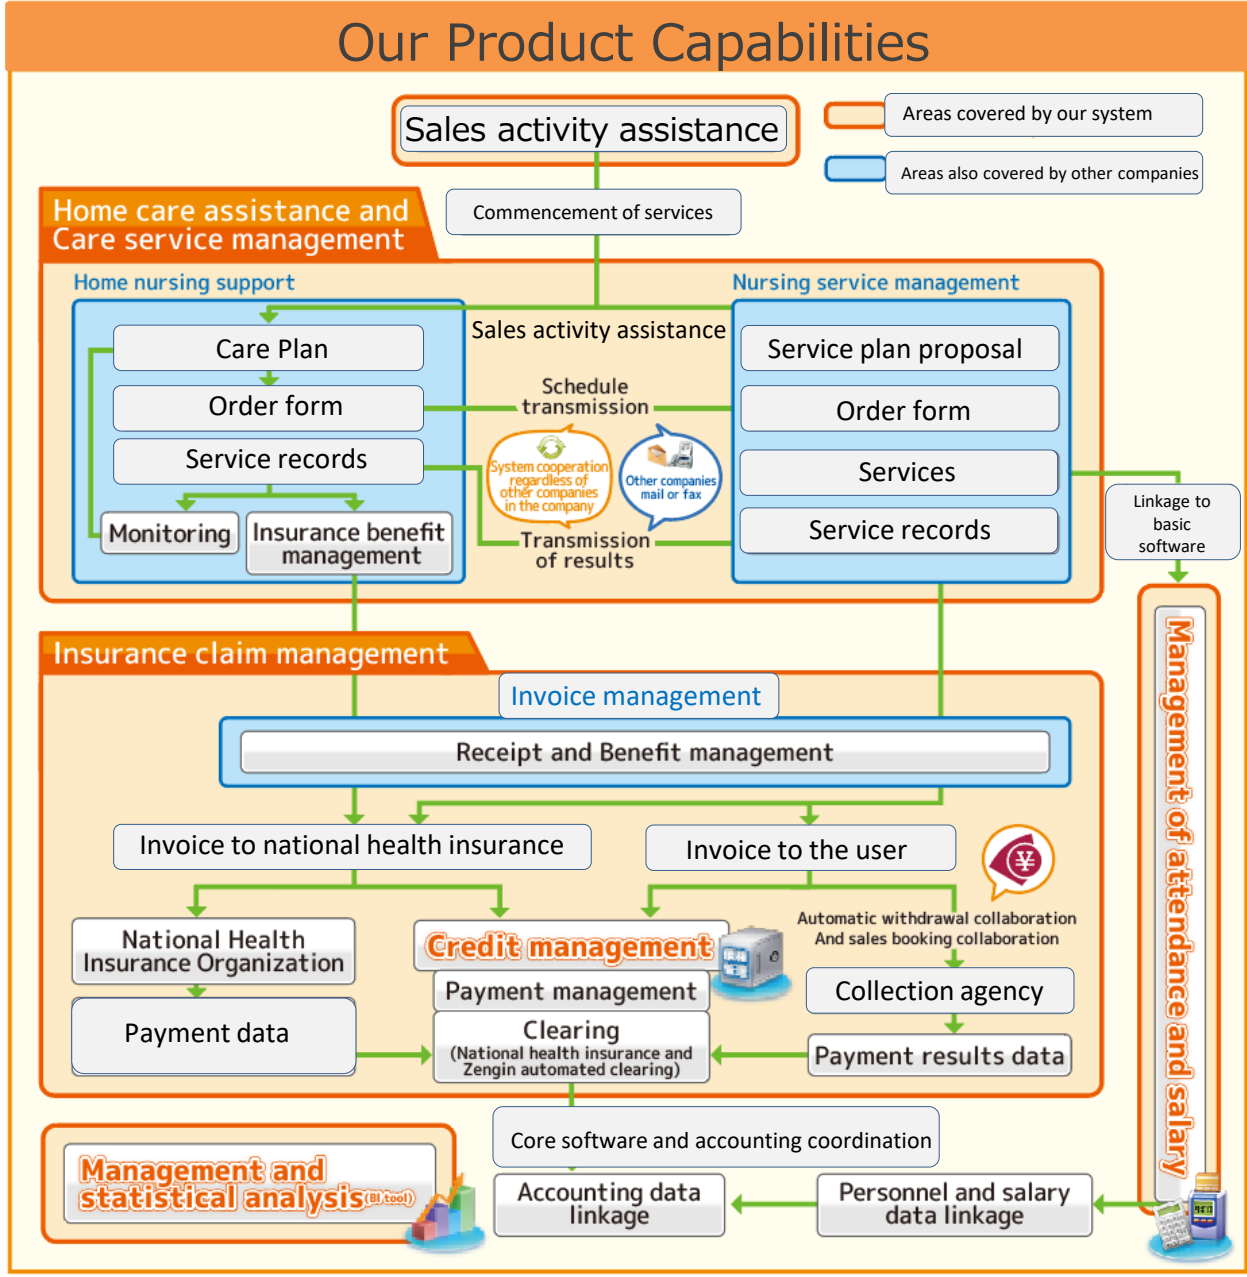 Our Product Capabilities
Sales activity assistance
Areas covered by our system
Areas also covered by other companies
Commencement of services
Home care assistance and
Care service management
Home nursing support
Nursing service management
Sales activity assistance
Care Plan
Order form
Service records
Monitoring
Insurance benefit
management
Schedule
transmission
System cooperation
regardless of
other companies
in the company
Other companies
mail or fax
Transmission
of results
Service plan proposal
Order form
Services
Service records
Linkage to
basic
software
Management of attendance and salary
Insurance claim management
Invoice management
Receipt and Benefit management
Invoice to national health insurance
Invoice to the user
¥
National Health
Insurance Organization
Payment data
Credit management
Payment management
Clearing
(National health insurance and
Zengin automated clearing)
Automatic withdrawal collaboration
And sales booking collaboration
Collection agency
Payment results data
Core software and accounting coordination
Management and
statistical analysis(BI tool)
Accounting data
linkage
Personnel and salary
data linkage